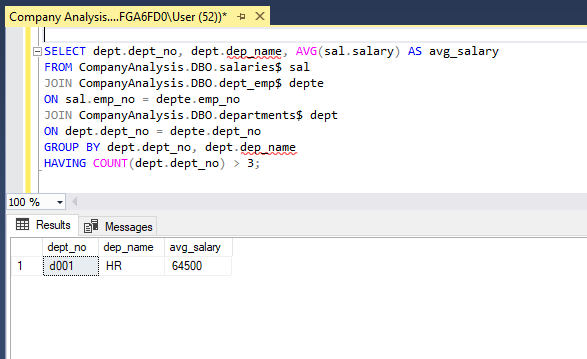 Company Analysis....FGA6FD0\User (52))*
SELECT dept.dept_no, dept.dep_name, AVG(sal.salary) AS avg_salary
FROM CompanyAnalysis.DBO.salaries$ sal
JOIN CompanyAnalysis.DBO.dept_emp$ depte
ON sal.emp_no = depte.emp_no
JOIN CompanyAnalysis.DBO.departments$ dept
ON dept.dept_no = depte.dept_no
GROUP BY dept.dept_no, dept.dep_name
HAVING COUNT(dept.dept_no) > 3;
100 %
Results Messages
dept_no dep_name avg_salary
1 d001 HR 64500